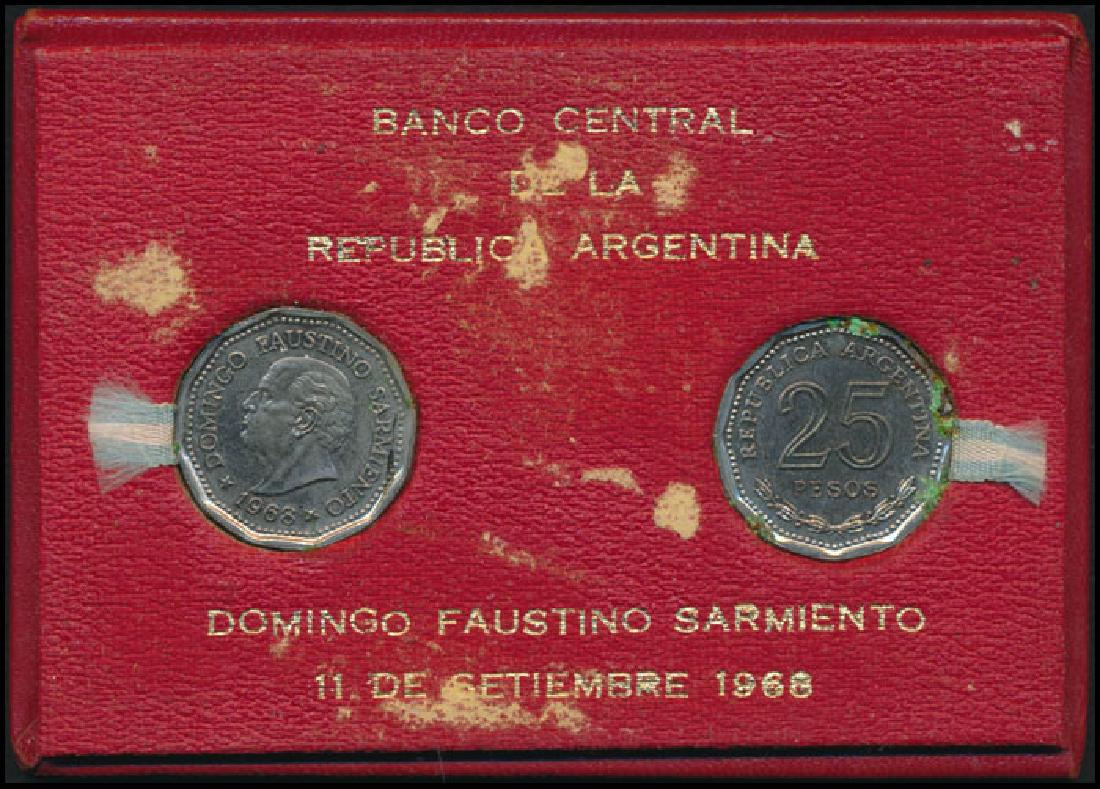 BANCO CENTRAL
DE LA
REPUBLICA ARGENTINA
★ DOMINGO FAUSTINO SARMIENTO ★
1968
REPUBLICA ARGENTINA
25
PESOS
DOMINGO FAUSTINO SARMIENTO
11 DE SETIEMBRE 1968